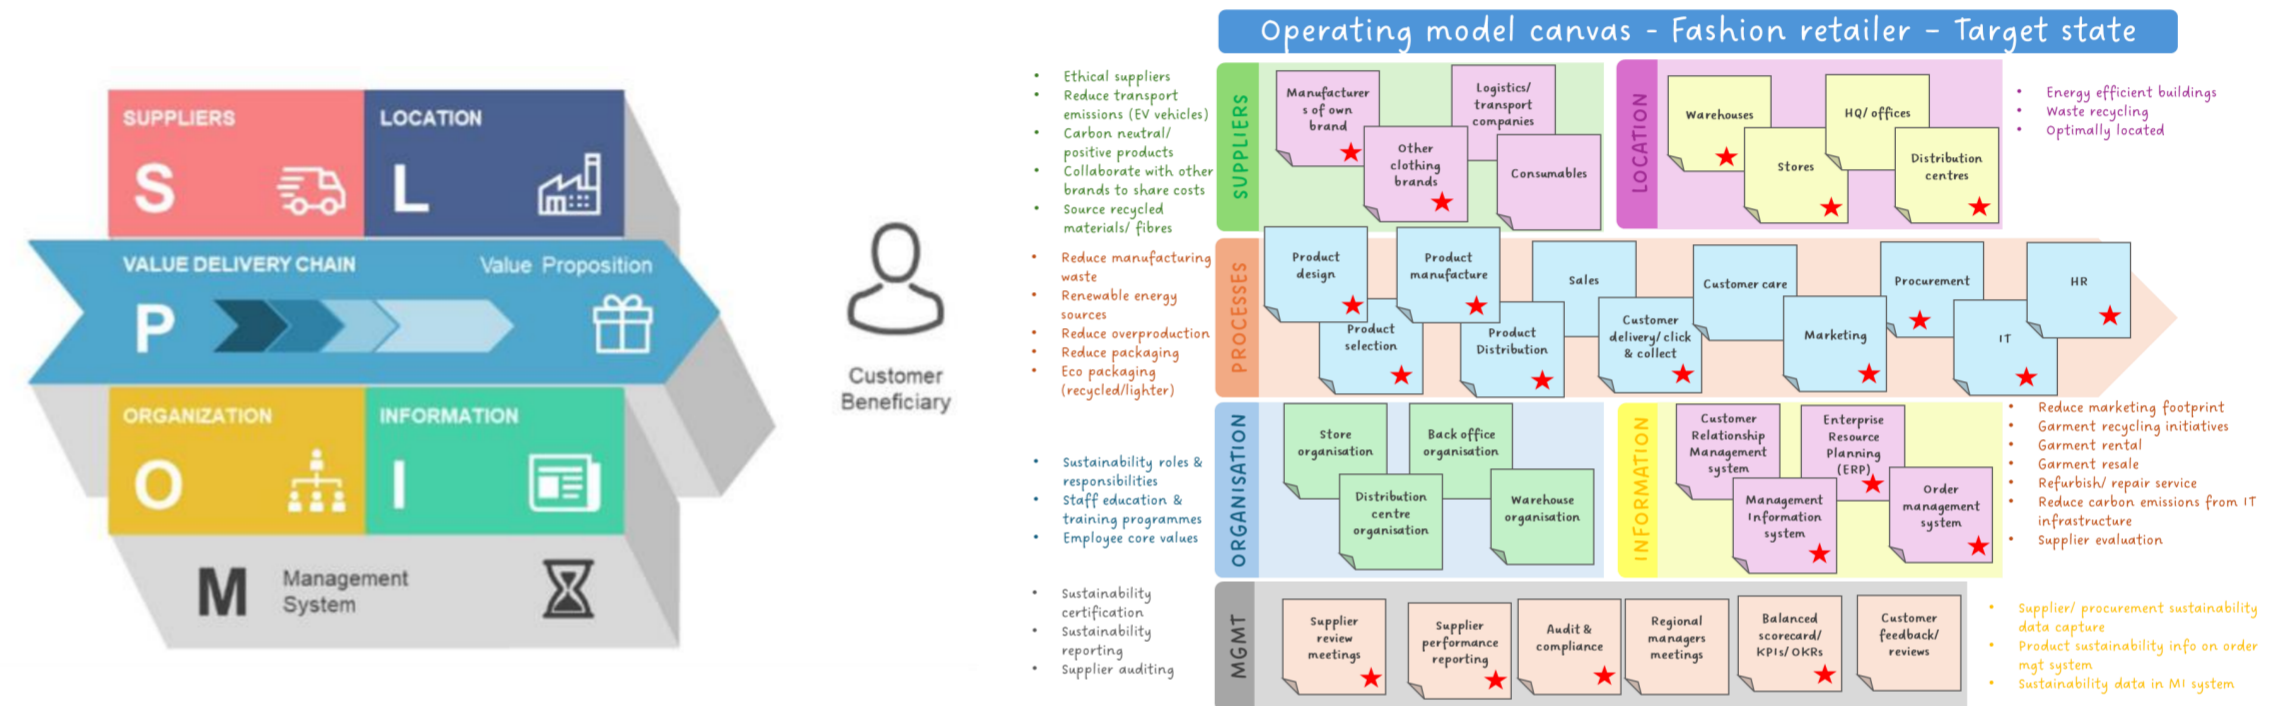 SUPPLIERS
S
LOCATION
L
VALUE DELIVERY CHAIN
Value Proposition
P
ORGANIZATION
O
INFORMATION
I
M
Management
System
Customer
Beneficiary
Operating model canvas - Fashion retailer - Target state
• Ethical suppliers
• Reduce transport
emissions (EV vehicles)
• Carbon neutral/
positive products
• Collaborate with other
brands to share costs
• Source recycled
materials/ fibres
SUPPLIERS
Manufacturer
s of own
brand
Other
clothing
brands
Logistics/
transport
companies
Consumables
LOCATION
Warehouses
Stores
HQ/ offices
Distribution
centres
• Energy efficient buildings
• Waste recycling
• Optimally located
• Reduce manufacturing
waste
• Renewable energy
sources
• Reduce overproduction
• Reduce packaging
• Eco packaging
(recycled/lighter)
PROCESSES
Product
design
Product
selection
Product
manufacture
Product
Distribution
Sales
Customer
delivery/ click
& collect
Customer care
Marketing
Procurement
IT
HR
• Sustainability roles &
responsibilities
• Staff education &
training programmes
• Employee core values
ORGANISATION
Store
organisation
Distribution
centre
organisation
Back office
organisation
Warehouse
organisation
INFORMATION
Customer
Relationship
Management
system
Management
Information
system
Enterprise
Resource
Planning
(ERP)
Order
management
system
• Reduce marketing footprint
• Garment recycling initiatives
• Garment rental
• Garment resale
• Refurbish/ repair service
• Reduce carbon emissions from IT
infrastructure
• Supplier evaluation
• Sustainability
certification
• Sustainability
reporting
• Supplier auditing
MGMT
Supplier
review
meetings
Supplier
performance
reporting
Audit &
compliance
Regional
managers
meetings
Balanced
scorecard/
KPIs/ OKRs
Customer
feedback/
reviews
• Supplier/ procurement sustainability
data capture
• Product sustainability info on order
mgt system
• Sustainability data in MI system